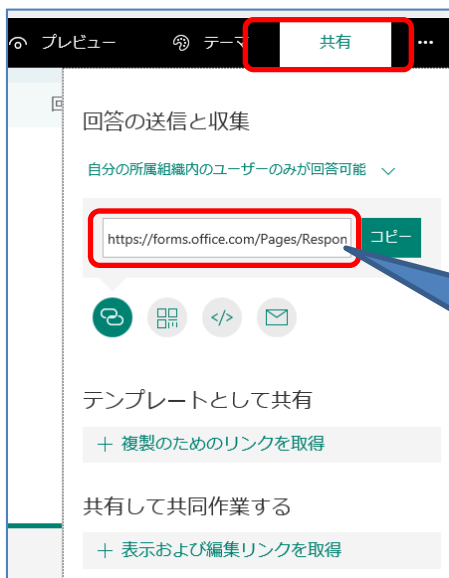 プレビュー テーマ 共有 ...
回
回答の送信と収集
自分の所属組織内のユーザーのみが回答可能
https://forms.office.com/Pages/Respon コピー
</>
テンプレートとして共有
+ 複製のためのリンクを取得
共有して共同作業する
+ 表示および編集リンクを取得